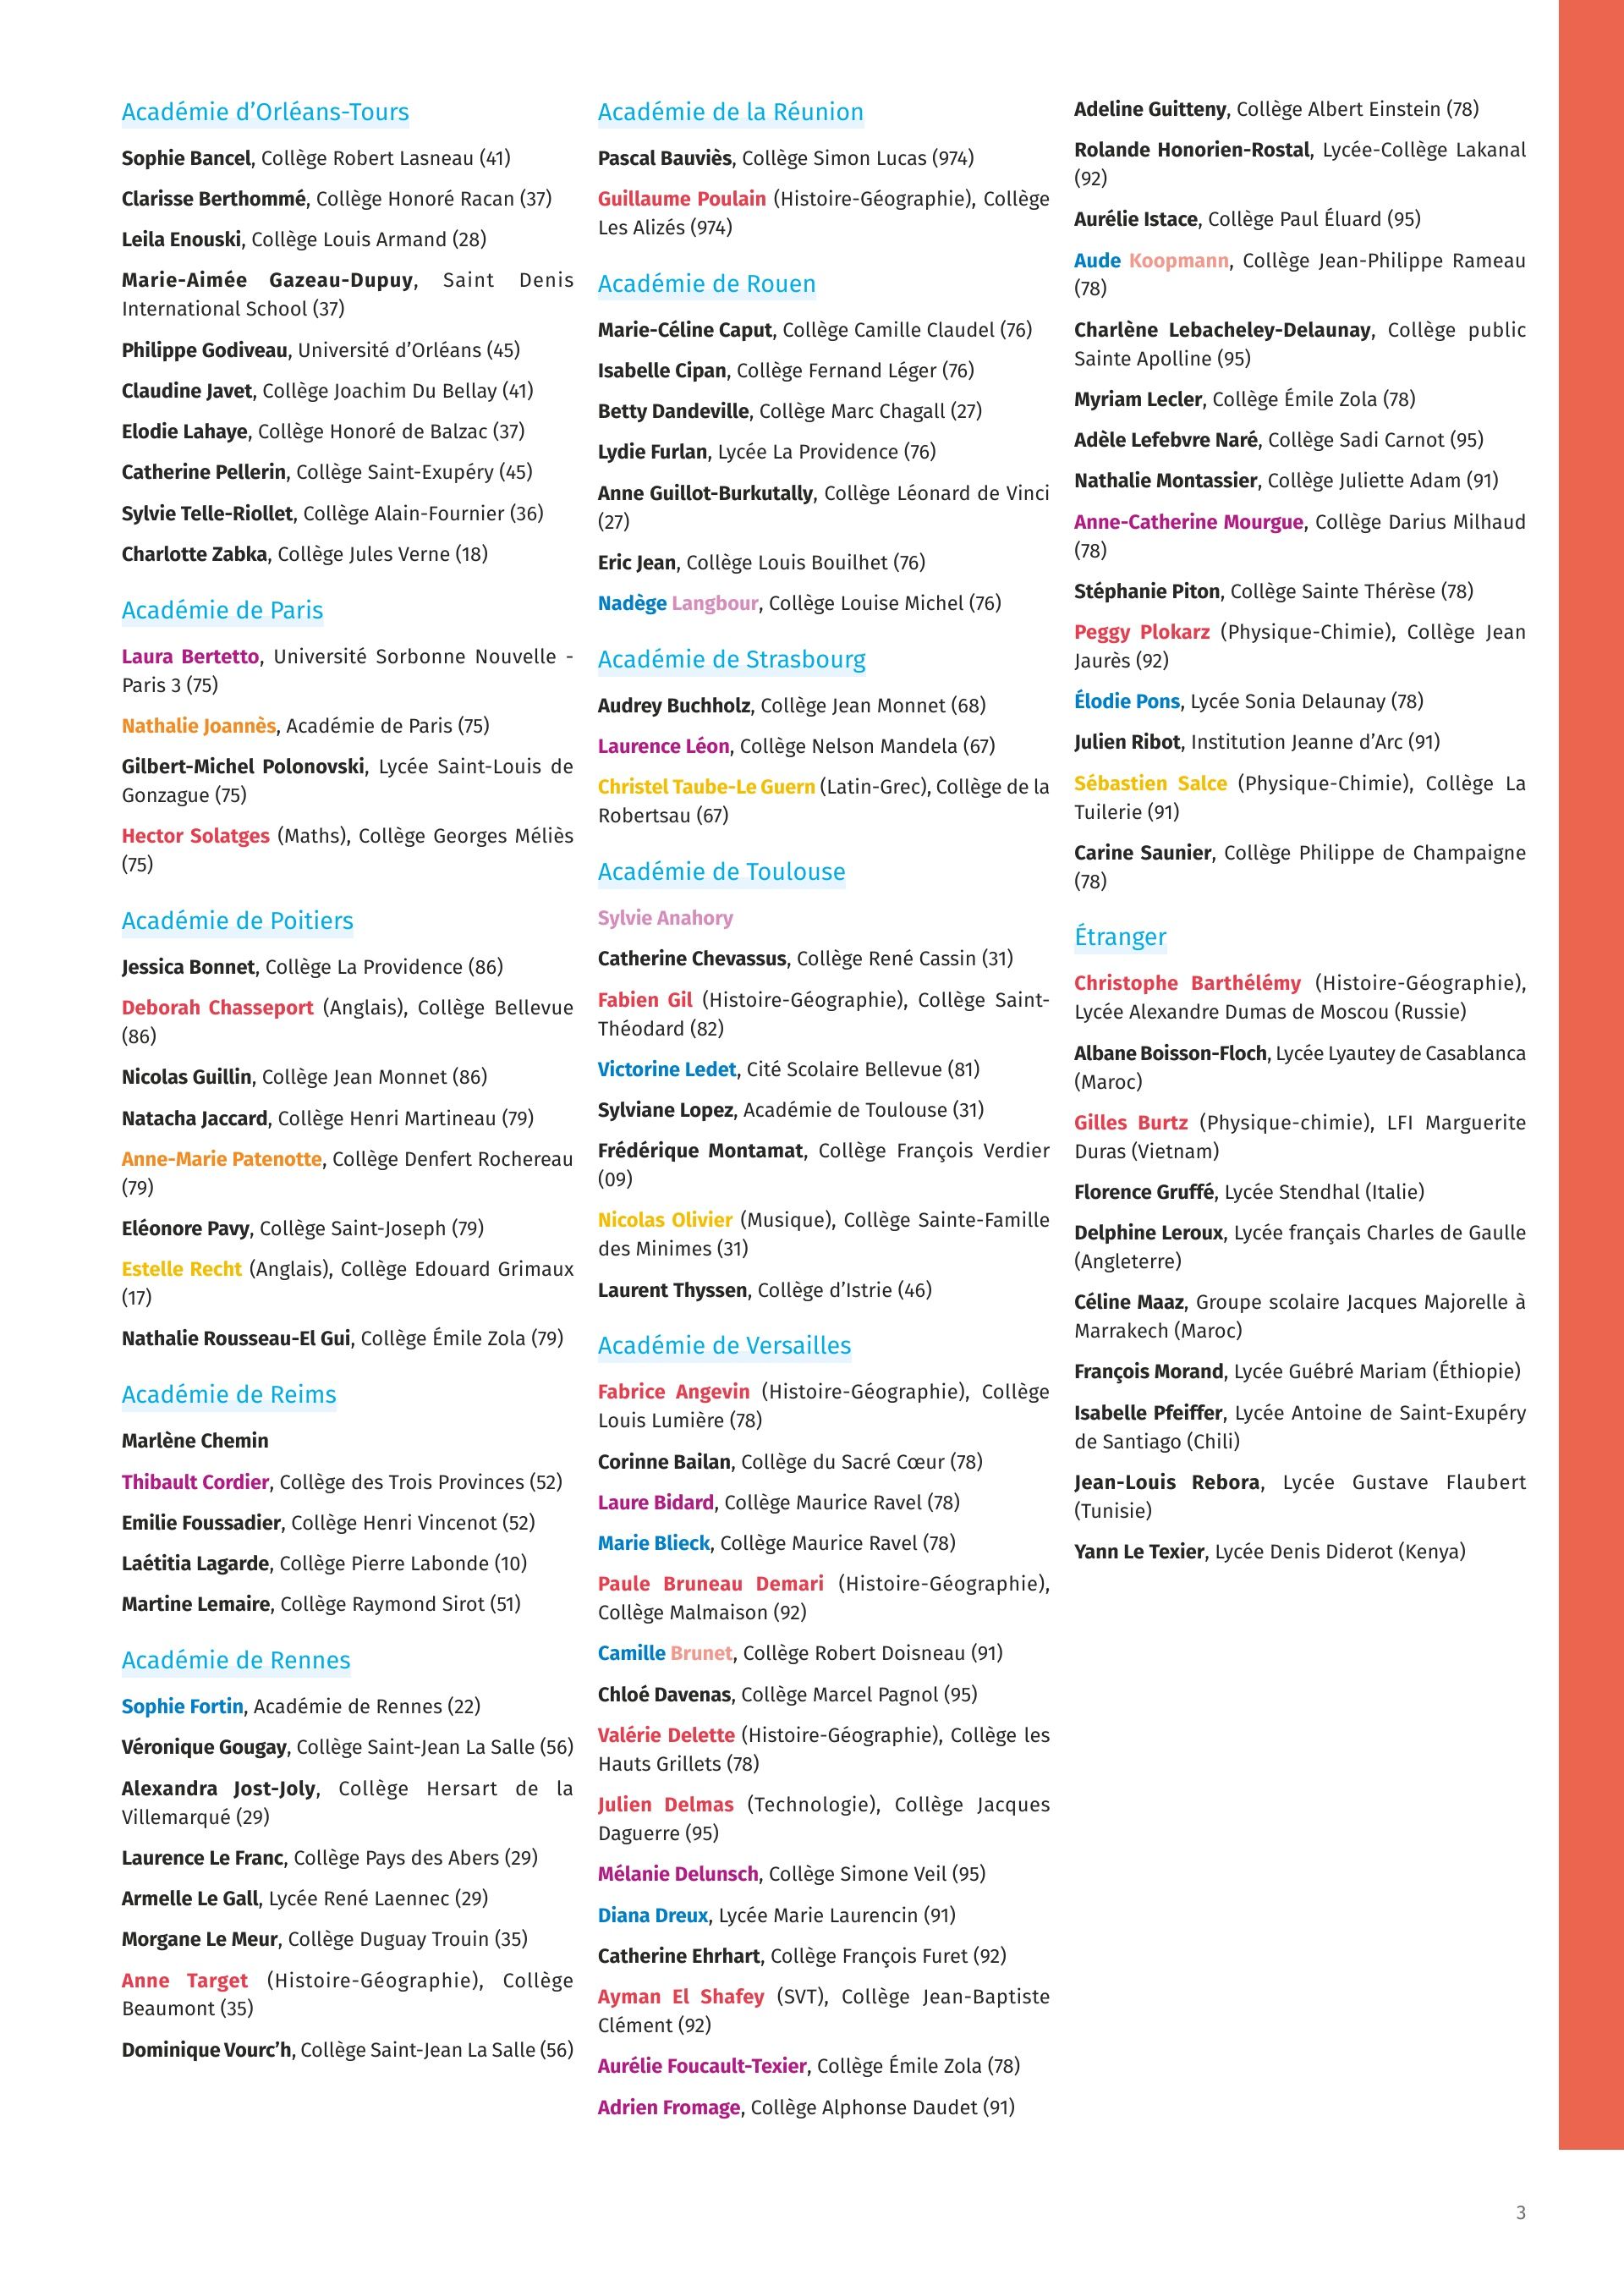 Académie d’Orléans-Tours
Sophie Bancel, Collège Robert Lasneau (41)
Clarisse Berthommé, Collège Honoré Racan (37)
Leila Enouski, Collège Louis Armand (28)
Marie-Aimée Gazeau-Dupuy, Saint Denis
International School (37)
Philippe Godiveau, Université d’Orléans (45)
Claudine Javet, Collège Joachim Du Bellay (41)
Elodie Lahaye, Collège Honoré de Balzac (37)
Catherine Pellerin, Collège Saint-Exupéry (45)
Sylvie Telle-Riollet, Collège Alain-Fournier (36)
Charlotte Zabka, Collège Jules Verne (18)
Académie de Paris
Laura Bertetto, Université Sorbonne Nouvelle -
Paris 3 (75)
Nathalie Joannès, Académie de Paris (75)
Gilbert-Michel Polonovski, Lycée Saint-Louis de
Gonzague (75)
Hector Solatges (Maths), Collège Georges Méliès
(75)
Académie de Poitiers
Jessica Bonnet, Collège La Providence (86)
Deborah Chasseport (Anglais), Collège Bellevue
(86)
Nicolas Guillin, Collège Jean Monnet (86)
Natacha Jaccard, Collège Henri Martineau (79)
Anne-Marie Patenotte, Collège Denfert Rochereau
(79)
Eléonore Pavy, Collège Saint-Joseph (79)
Estelle Recht (Anglais), Collège Edouard Grimaux
(17)
Nathalie Rousseau-El Gui, Collège Émile Zola (79)
Académie de Reims
Marlène Chemin
Thibault Cordier, Collège des Trois Provinces (52)
Emilie Foussadier, Collège Henri Vincenot (52)
Laétitia Lagarde, Collège Pierre Labonde (10)
Martine Lemaire, Collège Raymond Sirot (51)
Académie de Rennes
Sophie Fortin, Académie de Rennes (22)
Véronique Gougay, Collège Saint-Jean La Salle (56)
Alexandra Jost-Joly, Collège Hersart de la
Villemarqué (29)
Laurence Le Franc, Collège Pays des Abers (29)
Armelle Le Gall, Lycée René Laennec (29)
Morgane Le Meur, Collège Duguay Trouin (35)
Anne Target (Histoire-Géographie), Collège
Beaumont (35)
Dominique Vourc’h, Collège Saint-Jean La Salle (56)
Académie de la Réunion
Pascal Bauviès, Collège Simon Lucas (974)
Guillaume Poulain (Histoire-Géographie), Collège
Les Alizés (974)
Académie de Rouen
Marie-Céline Caput, Collège Camille Claudel (76)
Isabelle Cipan, Collège Fernand Léger (76)
Betty Dandeville, Collège Marc Chagall (27)
Lydie Furlan, Lycée La Providence (76)
Anne Guillot-Burkutally, Collège Léonard de Vinci
(27)
Eric Jean, Collège Louis Bouilhet (76)
Nadège Langbour, Collège Louise Michel (76)
Académie de Strasbourg
Audrey Buchholz, Collège Jean Monnet (68)
Laurence Léon, Collège Nelson Mandela (67)
Christel Taube-Le Guern (Latin-Grec), Collège de la
Robertsau (67)
Académie de Toulouse
Sylvie Anahory
Catherine Chevassus, Collège René Cassin (31)
Fabien Gil (Histoire-Géographie), Collège Saint-
Théodard (82)
Victorine Ledet, Cité Scolaire Bellevue (81)
Sylviane Lopez, Académie de Toulouse (31)
Frédérique Montamat, Collège François Verdier
(09)
Nicolas Olivier (Musique), Collège Sainte-Famille
des Minimes (31)
Laurent Thyssen, Collège d’Istrie (46)
Académie de Versailles
Fabrice Angevin (Histoire-Géographie), Collège
Louis Lumière (78)
Corinne Bailan, Collège du Sacré Cœur (78)
Laure Bidard, Collège Maurice Ravel (78)
Marie Blieck, Collège Maurice Ravel (78)
Paule Bruneau Demari (Histoire-Géographie),
Collège Malmaison (92)
Camille Brunet, Collège Robert Doisneau (91)
Chloé Davenas, Collège Marcel Pagnol (95)
Valérie Delette (Histoire-Géographie), Collège les
Hauts Grillets (78)
Julien Delmas (Technologie), Collège Jacques
Daguerre (95)
Mélanie Delunsch, Collège Simone Veil (95)
Diana Dreux, Lycée Marie Laurencin (91)
Catherine Ehrhart, Collège François Furet (92)
Ayman El Shafey (SVT), Collège Jean-Baptiste
Clément (92)
Aurélie Foucault-Texier, Collège Émile Zola (78)
Adrien Fromage, Collège Alphonse Daudet (91)
Adeline Guitteny, Collège Albert Einstein (78)
Rolande Honorien-Rostal, Lycée-Collège Lakanal
(92)
Aurélie Istace, Collège Paul Éluard (95)
Aude Koopmann, Collège Jean-Philippe Rameau
(78)
Charlène Lebacheley-Delaunay, Collège public
Sainte Apolline (95)
Myriam Lecler, Collège Émile Zola (78)
Adèle Lefebvre Naré, Collège Sadi Carnot (95)
Nathalie Montassier, Collège Juliette Adam (91)
Anne-Catherine Mourgue, Collège Darius Milhaud
(78)
Stéphanie Piton, Collège Sainte Thérèse (78)
Peggy Plokarz (Physique-Chimie), Collège Jean
Jaurès (92)
Élodie Pons, Lycée Sonia Delaunay (78)
Julien Ribot, Institution Jeanne d’Arc (91)
Sébastien Salce (Physique-Chimie), Collège La
Tuilerie (91)
Carine Saunier, Collège Philippe de Champaigne
(78)
Étranger
Christophe Barthélémy (Histoire-Géographie),
Lycée Alexandre Dumas de Moscou (Russie)
Albane Boisson-Floch, Lycée Lyautey de Casablanca
(Maroc)
Gilles Burtz (Physique-chimie), LFI Marguerite
Duras (Vietnam)
Florence Gruffé, Lycée Stendhal (Italie)
Delphine Leroux, Lycée français Charles de Gaulle
(Angleterre)
Céline Maaz, Groupe scolaire Jacques Majorelle à
Marrakech (Maroc)
François Morand, Lycée Guébré Mariam (Éthiopie)
Isabelle Pfeiffer, Lycée Antoine de Saint-Exupéry
de Santiago (Chili)
Jean-Louis Rebora, Lycée Gustave Flaubert
(Tunisie)
Yann Le Texier, Lycée Denis Diderot (Kenya)
3